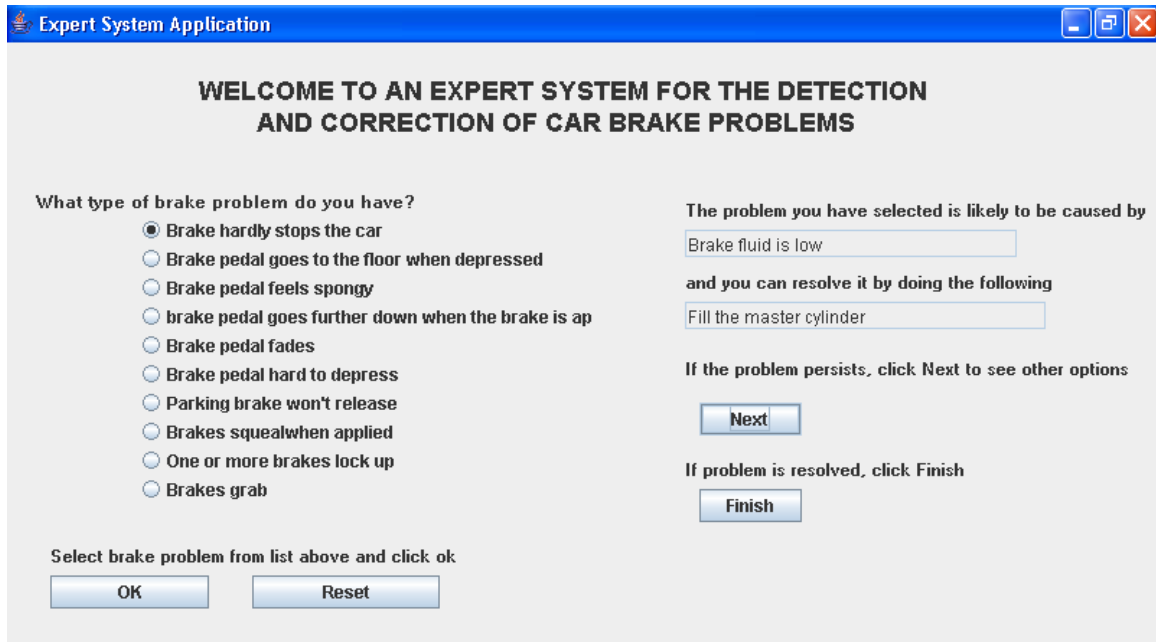 Expert System Application
WELCOME TO AN EXPERT SYSTEM FOR THE DETECTION
AND CORRECTION OF CAR BRAKE PROBLEMS
What type of brake problem do you have?
Brake hardly stops the car
Brake pedal goes to the floor when depressed
Brake pedal feels spongy
brake pedal goes further down when the brake is ap
Brake pedal fades
Brake pedal hard to depress
Parking brake won't release
Brakes squealwhen applied
One or more brakes lock up
Brakes grab
Select brake problem from list above and click ok
OK
Reset
The problem you have selected is likely to be caused by
Brake fluid is low
and you can resolve it by doing the following
Fill the master cylinder
If the problem persists, click Next to see other options
Next
If problem is resolved, click Finish
Finish